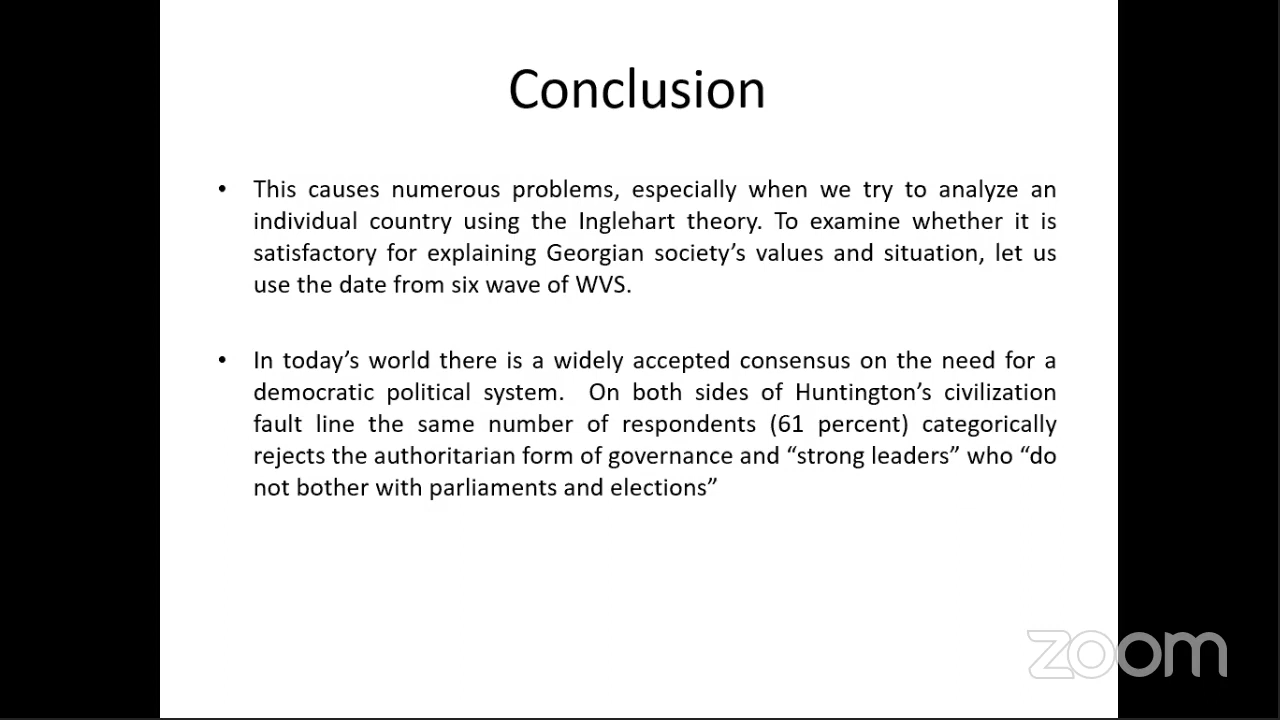 Conclusion
• This causes numerous problems, especially when we try to analyze an
individual country using the Inglehart theory. To examine whether it is
satisfactory for explaining Georgian society’s values and situation, let us
use the date from six wave of WVS.
• In today’s world there is a widely accepted consensus on the need for a
democratic political system.  On both sides of Huntington’s civilization
fault line the same number of respondents (61 percent) categorically
rejects the authoritarian form of governance and “strong leaders” who “do
not bother with parliaments and elections”
zoom